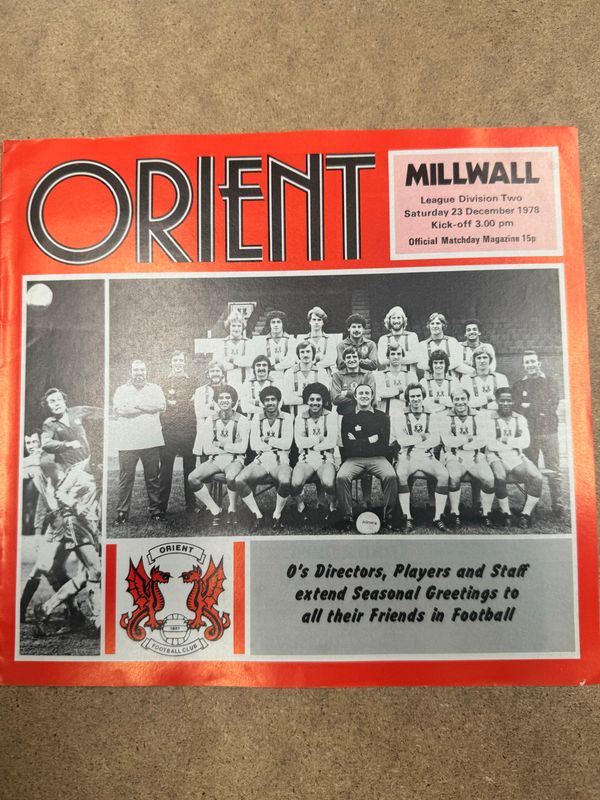 ORIENT
MILLWALL
League Division Two
Saturday 23 December 1978
Kick-off 3.00 pm
Official Matchday Magazine 15p
ORIENT
1881
FOOTBALL CLUB
O's Directors, Players and Staff
extend Seasonal Greetings to
all their Friends in Football